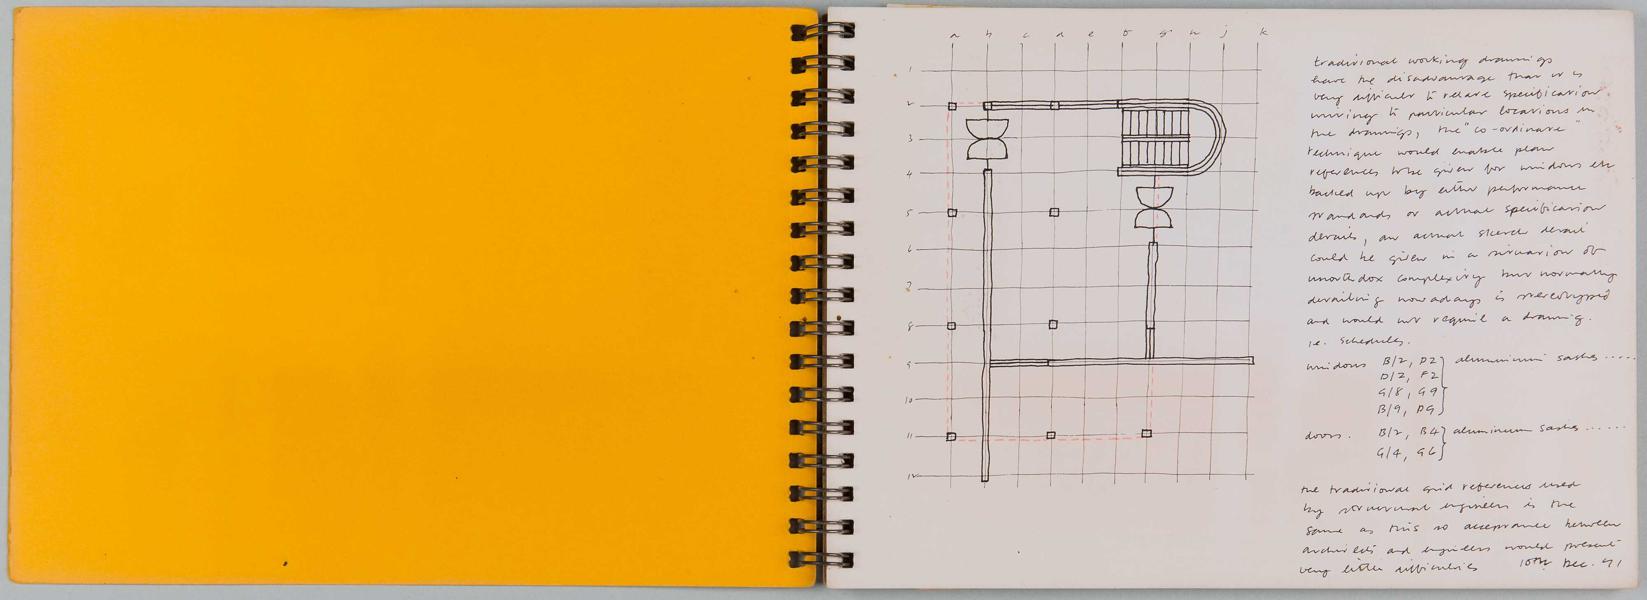 a b c d e f g h j k
1
2
3
4
5
6
7
8
9
10
11
12
traditional working drawings
have the disadvantage that it is
very difficult to relate specification
writing to particular locations in
the drawings, the "co-ordinate"
technique would enable plan
references to be given for windows etc
backed up by either performance
standards or actual specification
details, an actual sketch detail
could be given in a situation of
unorthodox complexity but normally
detailing nowadays is stereotyped
and would not require a drawing.
ie. schedules.
windows B/2, D2} aluminium sashes .....
D/2, F2
G/8, G9
B/9, D9
doors. B/2, B4} aluminium sashes ......
G/4, G6
the traditional grid references used
by structural engineers is the
same as this so acceptance between
architects and engineers would present
very little difficulties 10th Dec. 71